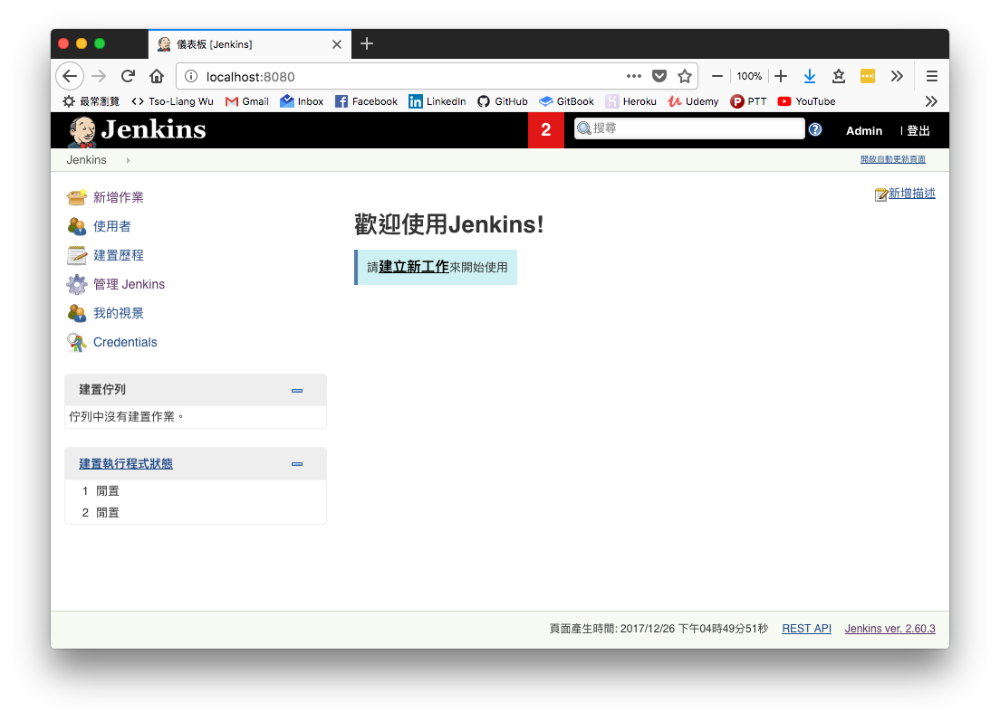 儀表板 [Jenkins]
localhost:8080
100%
最常瀏覽 Tso-Liang Wu Gmail Inbox Facebook LinkedIn GitHub GitBook Heroku Udemy PTT YouTube
Jenkins
2
搜尋
Admin
登出
Jenkins
開啟自動更新頁面
新增作業
使用者
建置歷程
管理 Jenkins
我的視景
Credentials
建置佇列
佇列中沒有建置作業。
建置執行程式狀態
1 閒置
2 閒置
新增描述
歡迎使用Jenkins!
請建立新工作來開始使用
頁面產生時間: 2017/12/26 下午04時49分51秒 REST API Jenkins ver. 2.60.3